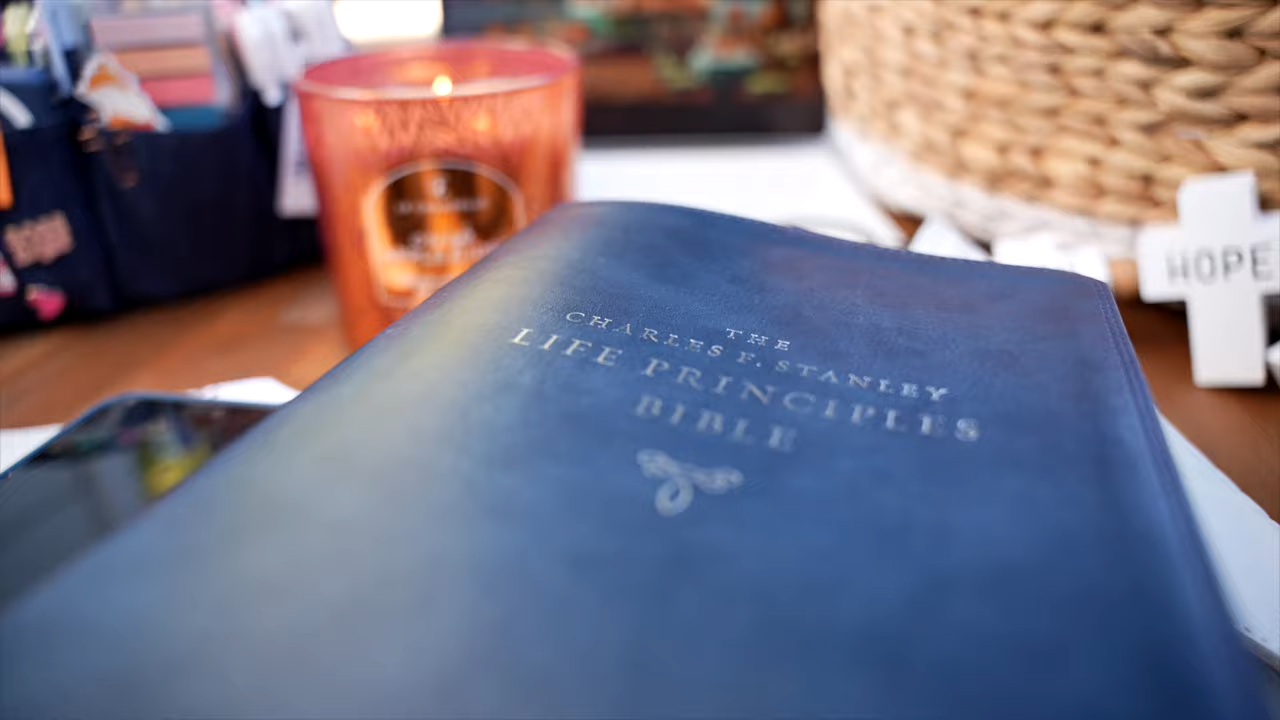 THE
CHARLES F. STANLEY
LIFE PRINCIPLES
BIBLE
HOPE